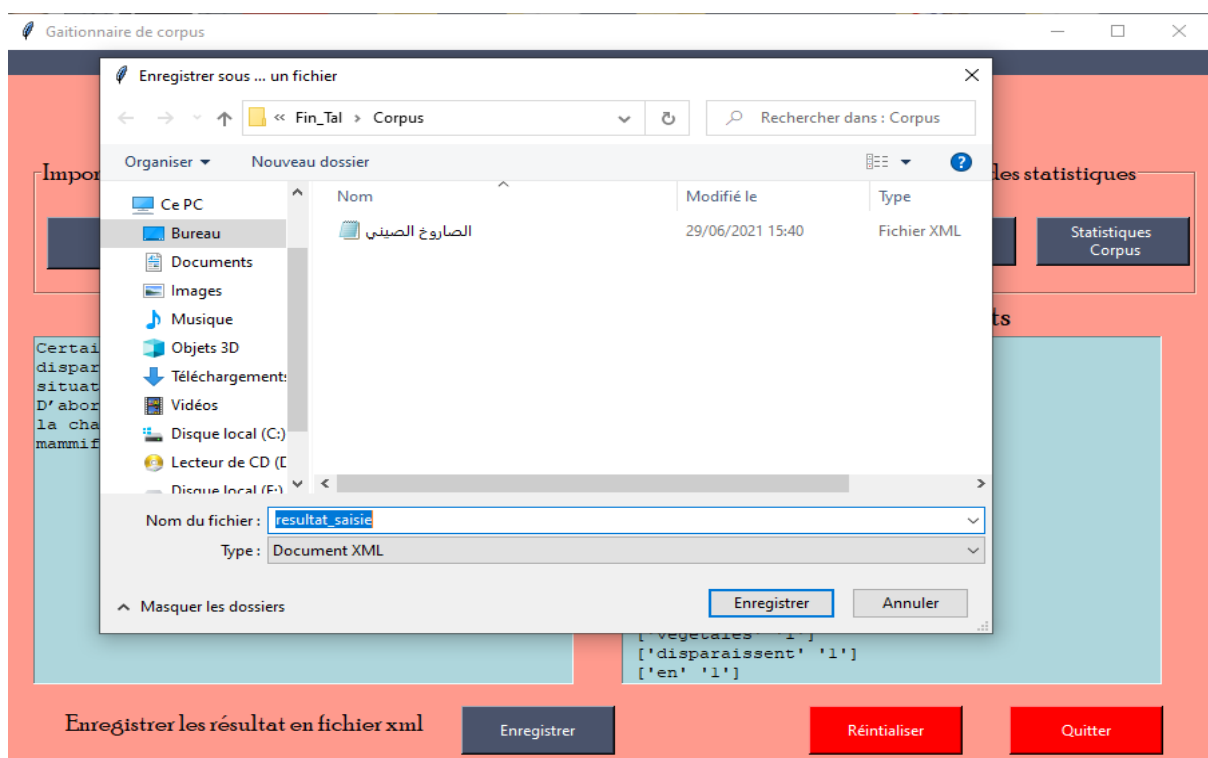 Gaitionnaire de corpus
Enregistrer sous ... un fichier
« Fin_Tal › Corpus
Rechercher dans : Corpus
Organiser
Nouveau dossier
Impor
des statistiques
Nom
Modifié le
Type
Ce PC
Bureau
Documents
Images
Musique
Objets 3D
Téléchargements
Vidéos
Disque local (C:)
Lecteur de CD (D
Disque local (F:)
الصاروخ الصيني
29/06/2021 15:40
Fichier XML
Statistiques
Corpus
ts
Certai
dispar
situat
D'abor
la cha
mammif
Nom du fichier : resultat_saisie
Type : Document XML
Masquer les dossiers
Enregistrer
Annuler
['végétales' '1']
['disparaissent' '1']
['en' '1']
Enregistrer les résultat en fichier xml
Enregistrer
Réintialiser
Quitter